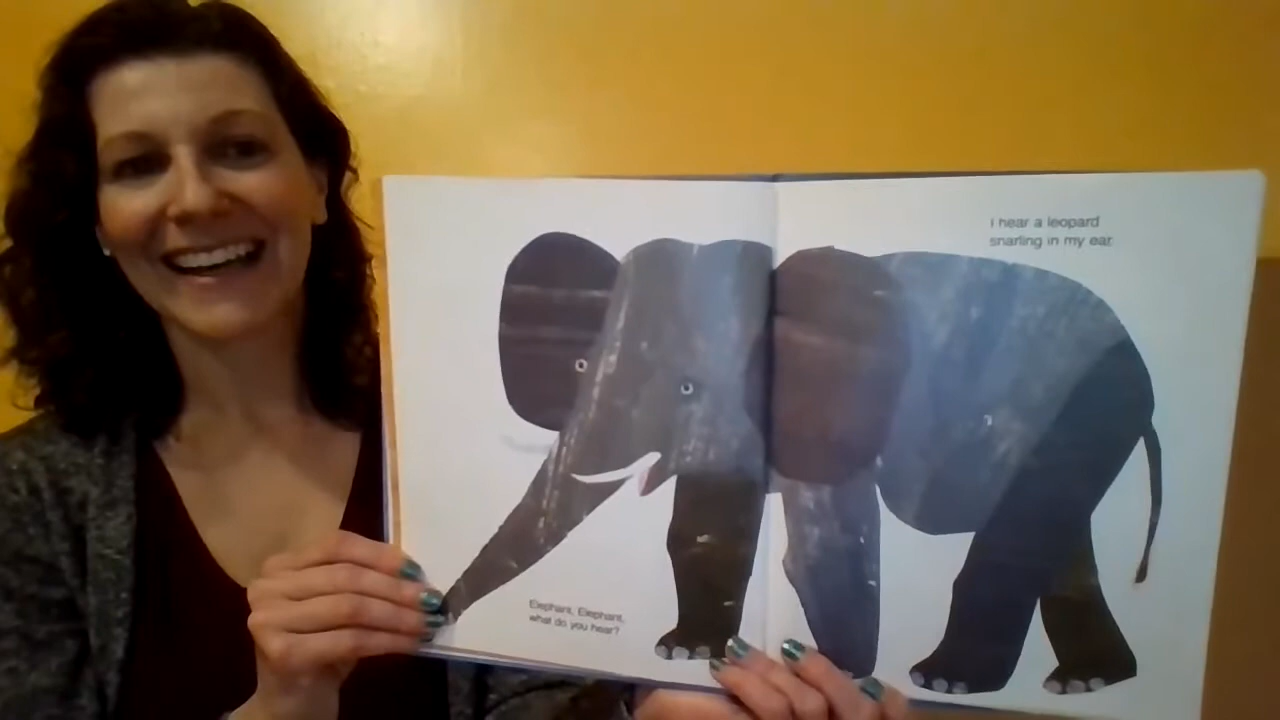 Elephant, Elephant,
what do you hear?
I hear a leopard
snarling in my ear.